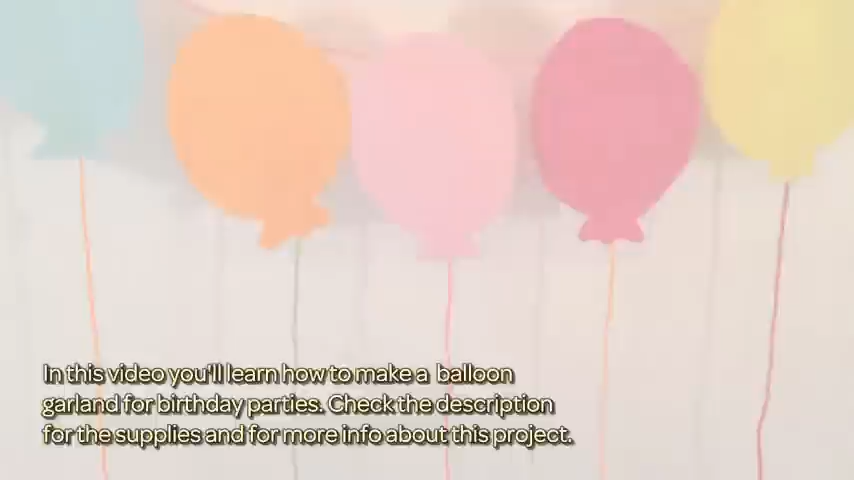 In this video you'll learn how to make a balloon
garland for birthday parties. Check the description
for the supplies and for more info about this project.